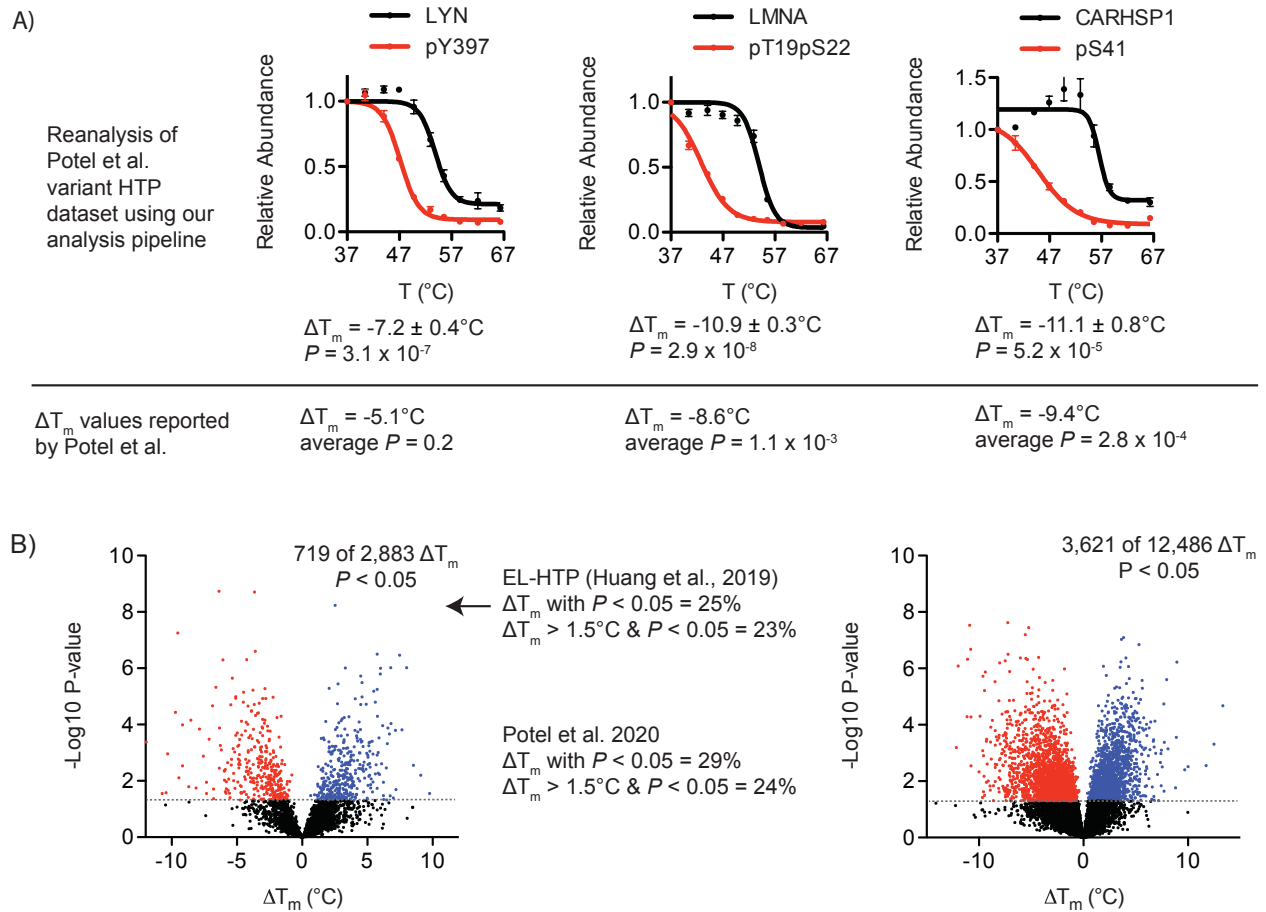 A)
Reanalysis of
Potel et al.
variant HTP
dataset using our
analysis pipeline
LYN
pY397
Relative Abundance
1.0
0.5
0.0
37 47 57 67
T (°C)
ΔTm = -7.2 ± 0.4°C
P = 3.1 x 10-7
LMNA
pT19pS22
Relative Abundance
1.0
0.5
0.0
37 47 57 67
T (°C)
ΔTm = -10.9 ± 0.3°C
P = 2.9 x 10-8
CARHSP1
pS41
Relative Abundance
1.5
1.0
0.5
0.0
37 47 57 67
T (°C)
ΔTm = -11.1 ± 0.8°C
P = 5.2 x 10-5
ΔTm values reported
by Potel et al.
ΔTm = -5.1°C
average P = 0.2
ΔTm = -8.6°C
average P = 1.1 x 10-3
ΔTm = -9.4°C
average P = 2.8 x 10-4
B)
719 of 2,883 ΔTm
P < 0.05
-Log10 P-value
10
8
6
4
2
0
-10 -5 0 5 10
ΔTm (°C)
EL-HTP (Huang et al., 2019)
ΔTm with P < 0.05 = 25%
ΔTm > 1.5°C & P < 0.05 = 23%
Potel et al. 2020
ΔTm with P < 0.05 = 29%
ΔTm > 1.5°C & P < 0.05 = 24%
3,621 of 12,486 ΔTm
P < 0.05
-Log10 P-value
10
8
6
4
2
0
-10 0 10
ΔTm (°C)